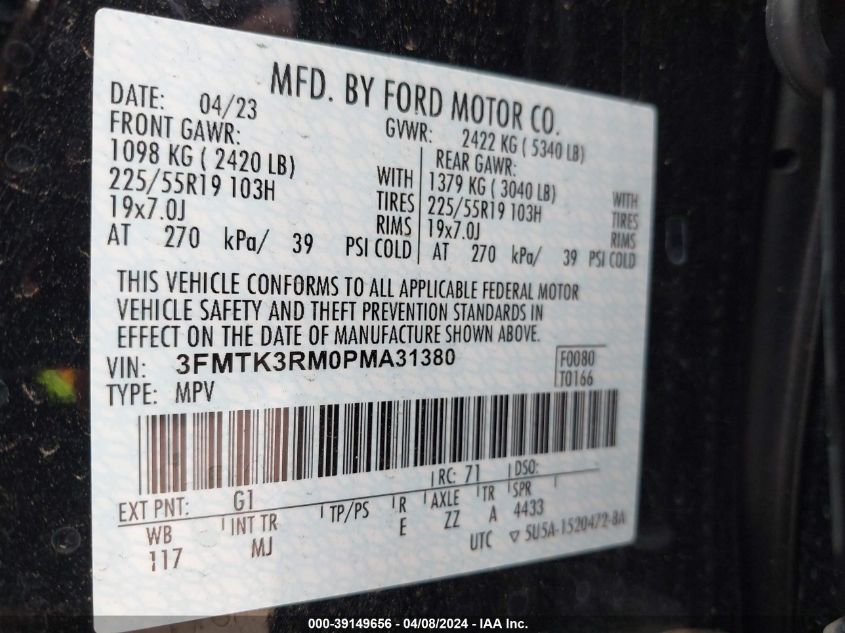 MFD. BY FORD MOTOR CO.
DATE: 04/23
GVWR: 2422 KG ( 5340 LB)
FRONT GAWR:
1098 KG ( 2420 LB)
225/55R19 103H
19x7.0J
AT 270 kPa/ 39 PSI COLD
WITH
TIRES
RIMS
REAR GAWR:
1379 KG ( 3040 LB)
225/55R19 103H
19x7.0J
AT 270 kPa/ 39 PSI COLD
WITH
TIRES
RIMS
THIS VEHICLE CONFORMS TO ALL APPLICABLE FEDERAL MOTOR
VEHICLE SAFETY AND THEFT PREVENTION STANDARDS IN
EFFECT ON THE DATE OF MANUFACTURE SHOWN ABOVE.
VIN: 3FMTK3RM0PMA31380
F0080
T0166
TYPE: MPV
EXT PNT: G1 RC: 71 DSO:
WB INT TR TP/PS R AXLE TR SPR
117 MJ E ZZ A 4433
UTC ▽ 5U5A-1520472-BA
000-39149656 - 04/08/2024 - IAA Inc.